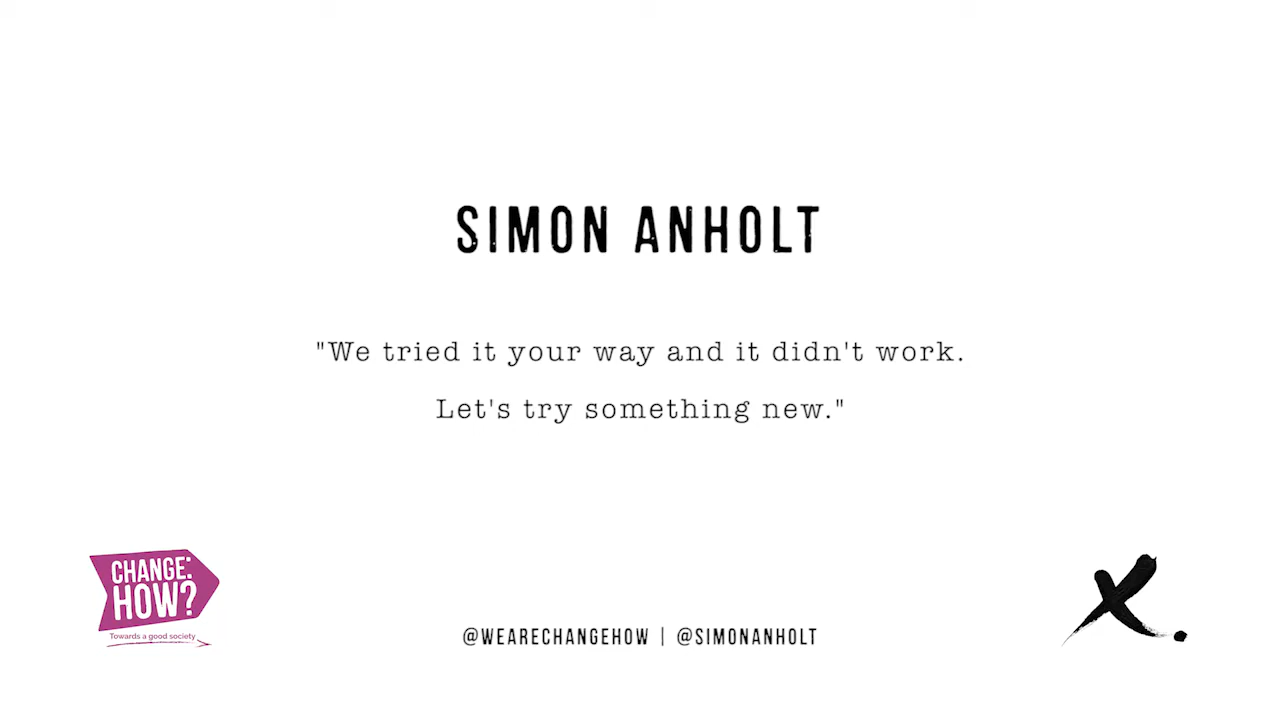 SIMON ANHOLT
"We tried it your way and it didn't work.
Let's try something new."
CHANGE:
HOW?
Towards a good society
@WEARECHANGEHOW | @SIMONANHOLT
X.